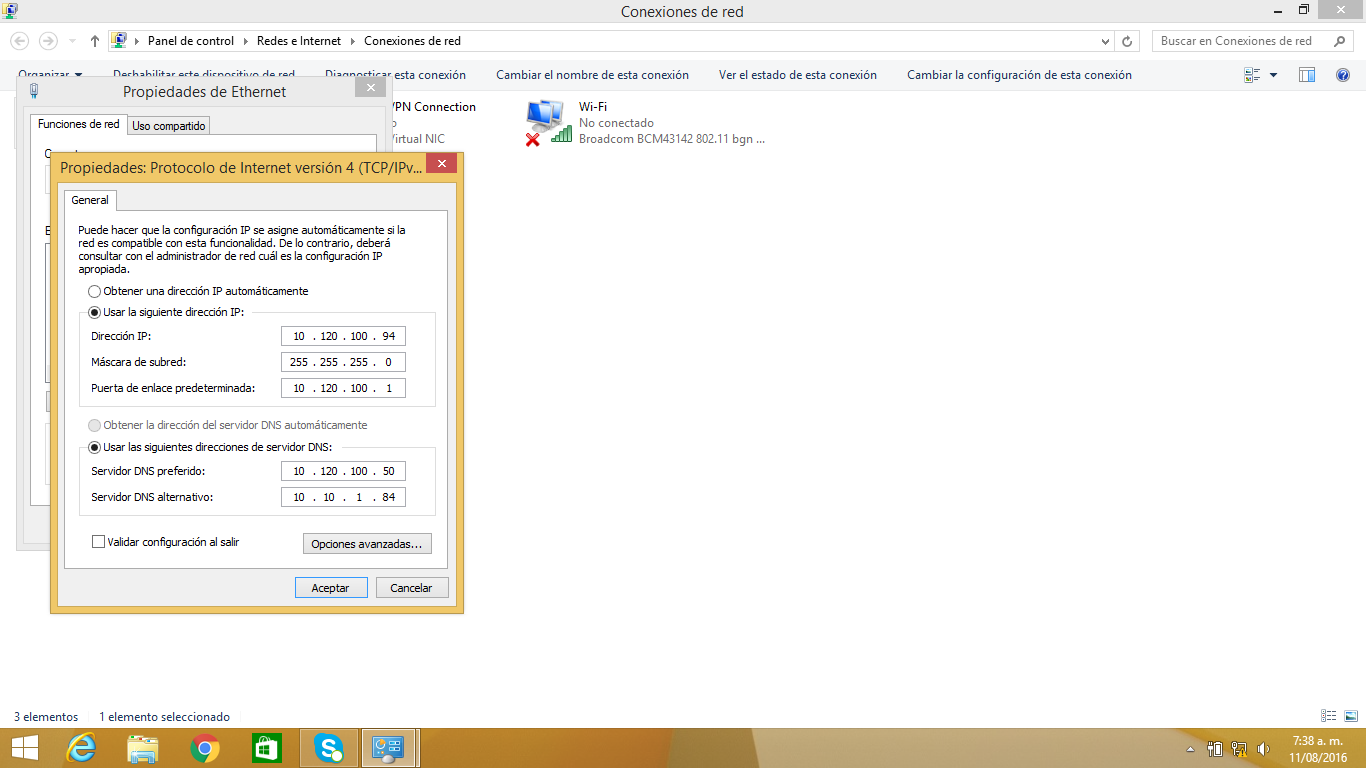 Conexiones de red
Panel de control
Redes e Internet
Conexiones de red
Buscar en Conexiones de red
Organizar
Deshabilitar este dispositivo de red
Diagnosticar esta conexión
Cambiar el nombre de esta conexión
Ver el estado de esta conexión
Cambiar la configuración de esta conexión
Propiedades de Ethernet
Funciones de red
Uso compartido
VPN Connection
Virtual NIC
Wi-Fi
No conectado
Broadcom BCM43142 802.11 bgn ...
Propiedades: Protocolo de Internet versión 4 (TCP/IPv...
General
Puede hacer que la configuración IP se asigne automáticamente si la
red es compatible con esta funcionalidad. De lo contrario, deberá
consultar con el administrador de red cuál es la configuración IP
apropiada.
Obtener una dirección IP automáticamente
Usar la siguiente dirección IP:
Dirección IP: 10 . 120 . 100 . 94
Máscara de subred: 255 . 255 . 255 . 0
Puerta de enlace predeterminada: 10 . 120 . 100 . 1
Obtener la dirección del servidor DNS automáticamente
Usar las siguientes direcciones de servidor DNS:
Servidor DNS preferido: 10 . 120 . 100 . 50
Servidor DNS alternativo: 10 . 10 . 1 . 84
Validar configuración al salir
Opciones avanzadas...
Aceptar
Cancelar
3 elementos
1 elemento seleccionado
7:38 a. m.
11/08/2016